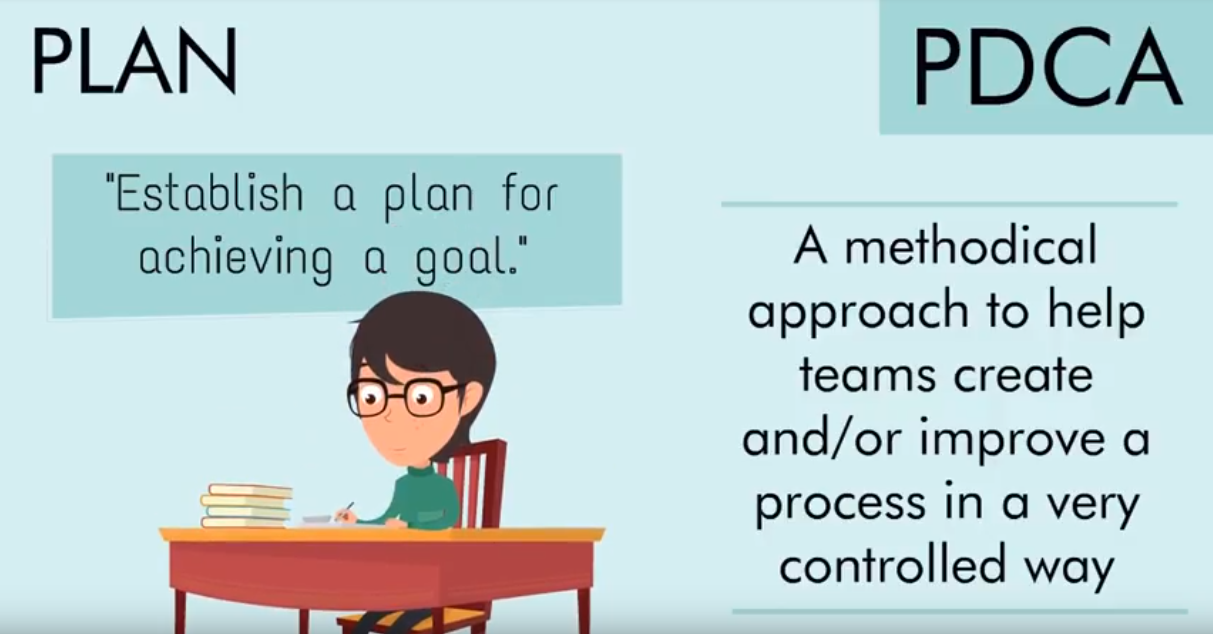 PLAN
"Establish a plan for
achieving a goal."
PDCA
A methodical
approach to help
teams create
and/or improve a
process in a very
controlled way